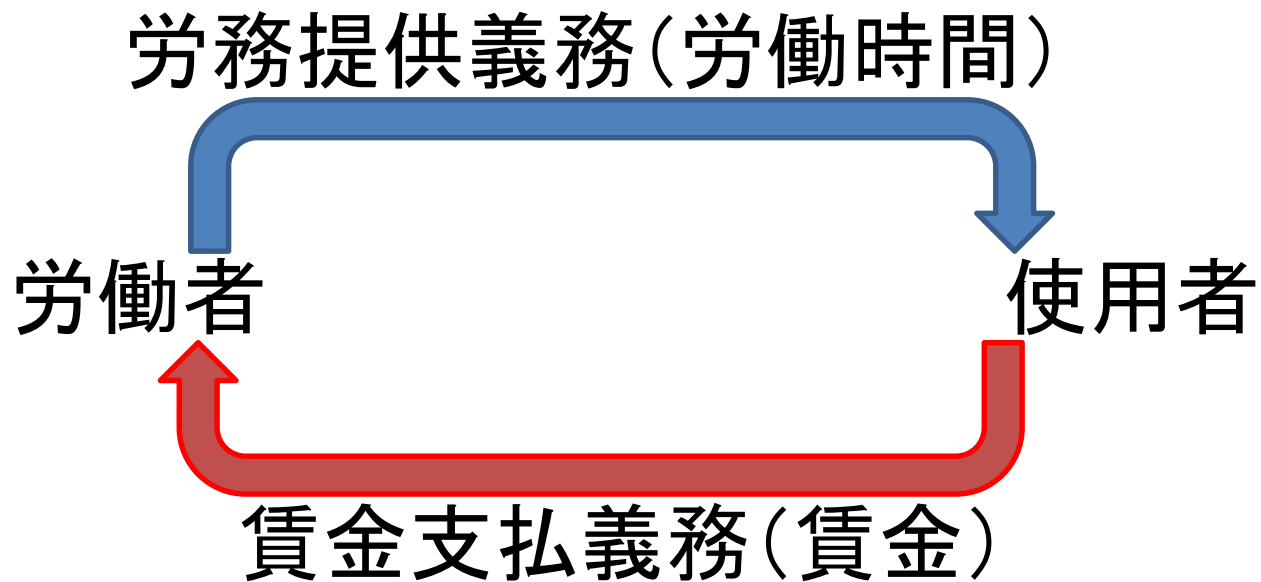 労務提供義務（労働時間）
労働者
使用者
賃金支払義務（賃金）